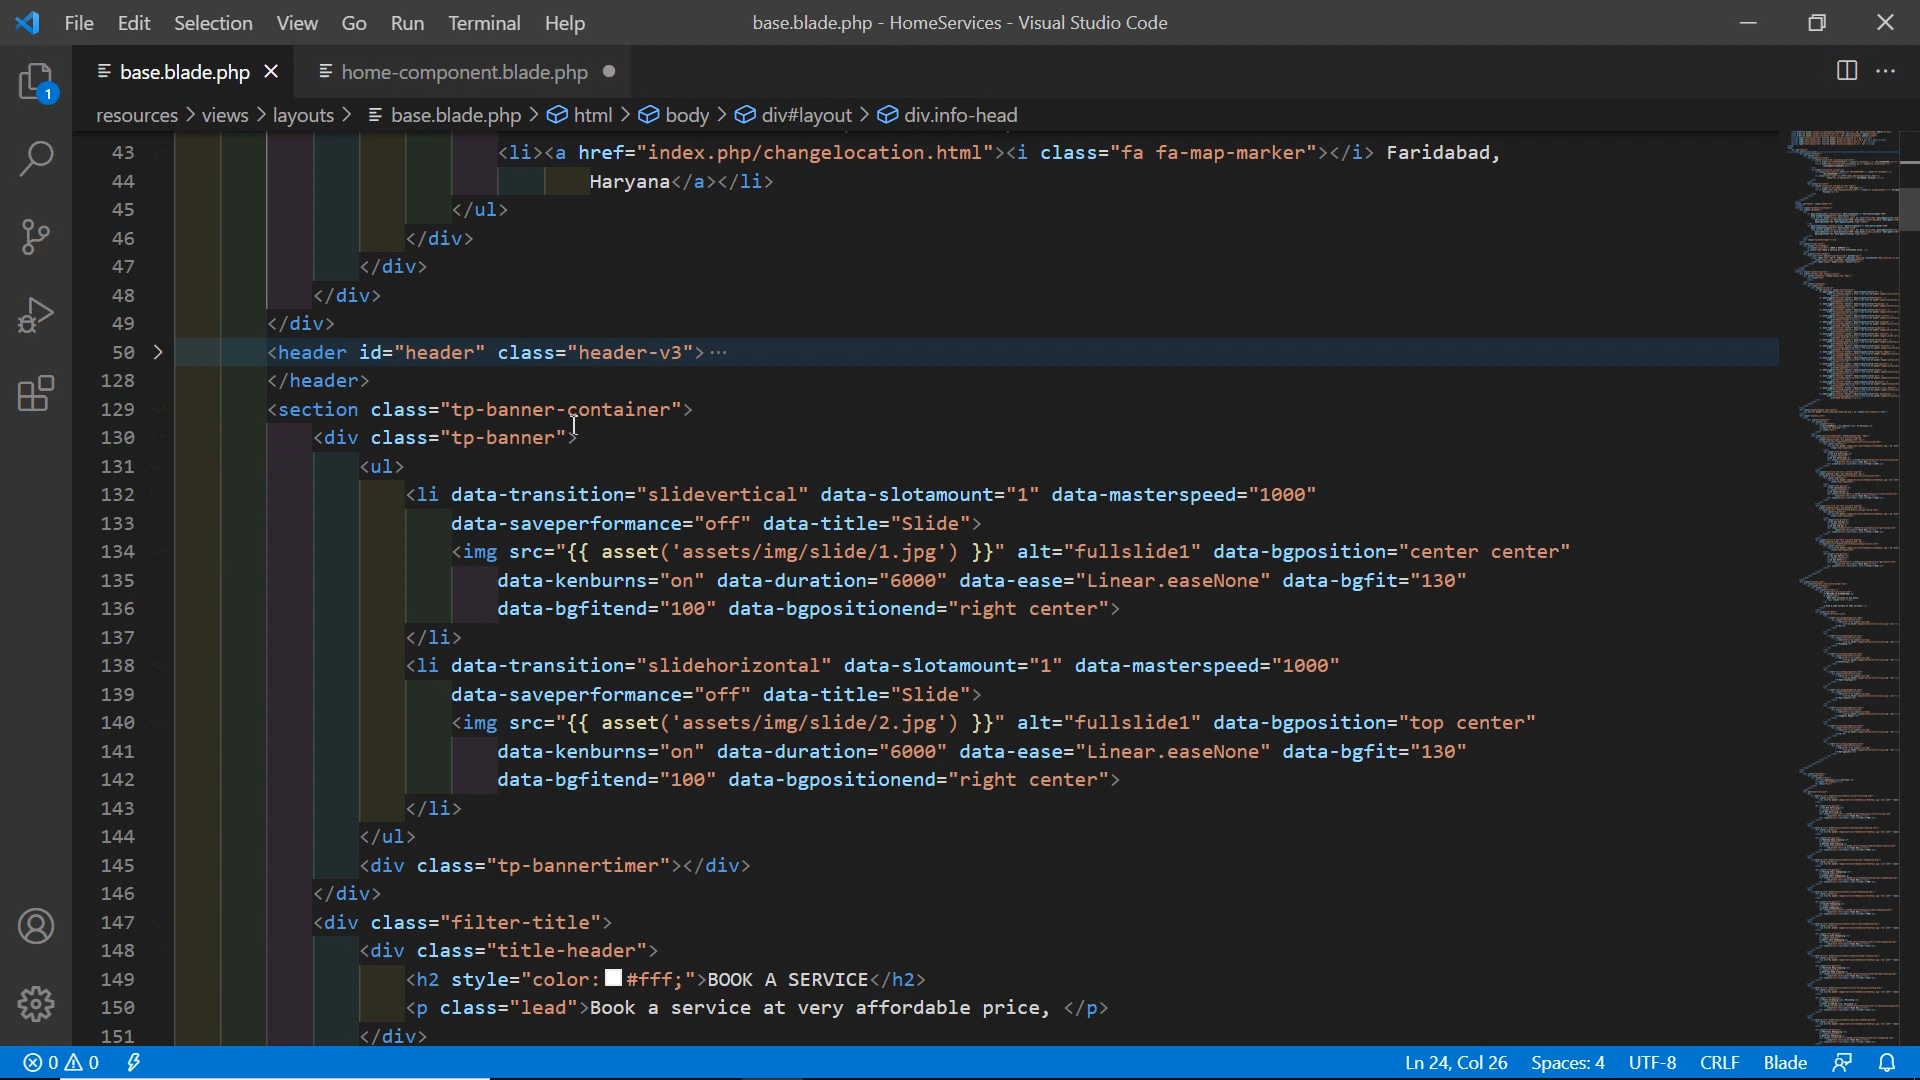 File Edit Selection View Go Run Terminal Help base.blade.php - HomeServices - Visual Studio Code
base.blade.php home-component.blade.php
resources > views > layouts > base.blade.php > html > body > div#layout > div.info-head
1
43 <li><a href="index.php/changelocation.html"><i class="fa fa-map-marker"></i> Faridabad,
44 Haryana</a></li>
45 </ul>
46 </div>
47 </div>
48 </div>
49 </div>
50 <header id="header" class="header-v3">···
128 </header>
129 <section class="tp-banner-container">
130 <div class="tp-banner">
131 <ul>
132 <li data-transition="slidevertical" data-slotamount="1" data-masterspeed="1000"
133 data-saveperformance="off" data-title="Slide">
134 <img src="{{ asset('assets/img/slide/1.jpg') }}" alt="fullslide1" data-bgposition="center center"
135 data-kenburns="on" data-duration="6000" data-ease="Linear.easeNone" data-bgfit="130"
136 data-bgfitend="100" data-bgpositionend="right center">
137 </li>
138 <li data-transition="slidehorizontal" data-slotamount="1" data-masterspeed="1000"
139 data-saveperformance="off" data-title="Slide">
140 <img src="{{ asset('assets/img/slide/2.jpg') }}" alt="fullslide1" data-bgposition="top center"
141 data-kenburns="on" data-duration="6000" data-ease="Linear.easeNone" data-bgfit="130"
142 data-bgfitend="100" data-bgpositionend="right center">
143 </li>
144 </ul>
145 <div class="tp-bannertimer"></div>
146 </div>
147 <div class="filter-title">
148 <div class="title-header">
149 <h2 style="color:#fff;">BOOK A SERVICE</h2>
150 <p class="lead">Book a service at very affordable price, </p>
151 </div>
0 0 Ln 24, Col 26 Spaces: 4 UTF-8 CRLF Blade